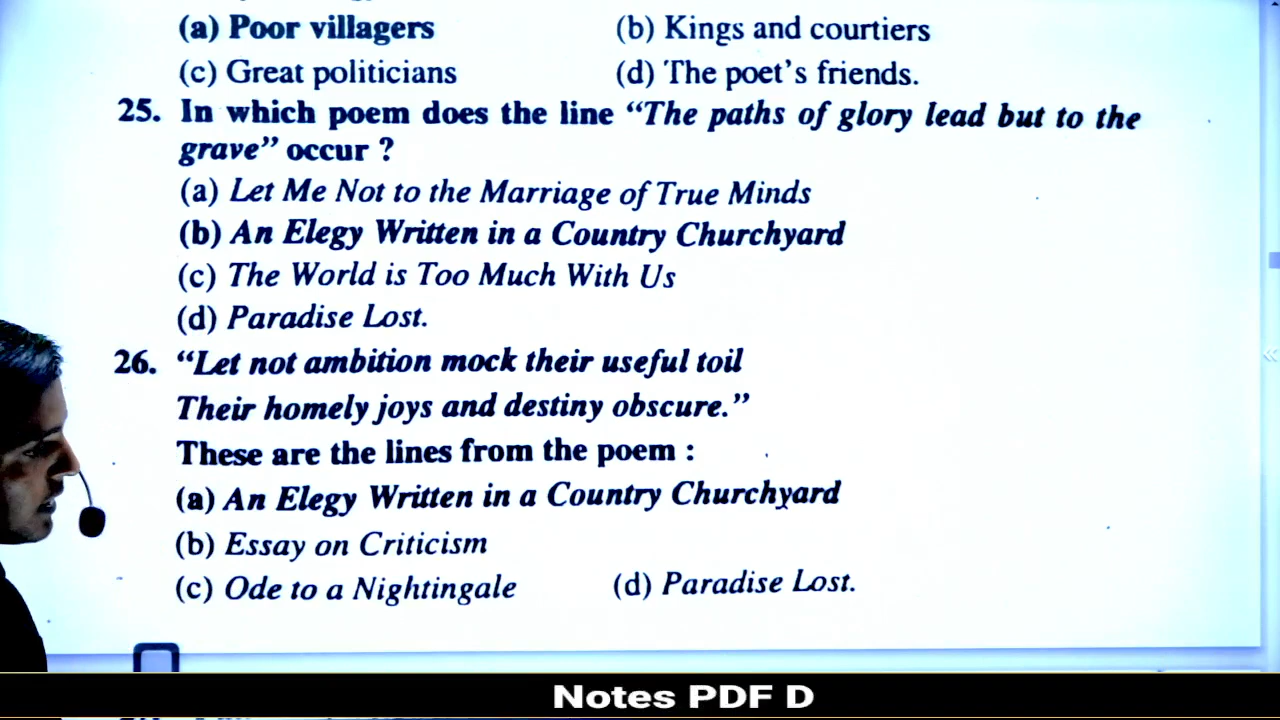 (a) Poor villagers (b) Kings and courtiers
(c) Great politicians (d) The poet's friends.
25. In which poem does the line "The paths of glory lead but to the
grave" occur ?
(a) Let Me Not to the Marriage of True Minds
(b) An Elegy Written in a Country Churchyard
(c) The World is Too Much With Us
(d) Paradise Lost.
26. "Let not ambition mock their useful toil
Their homely joys and destiny obscure."
These are the lines from the poem :
(a) An Elegy Written in a Country Churchyard
(b) Essay on Criticism
(c) Ode to a Nightingale (d) Paradise Lost.
Notes PDF D